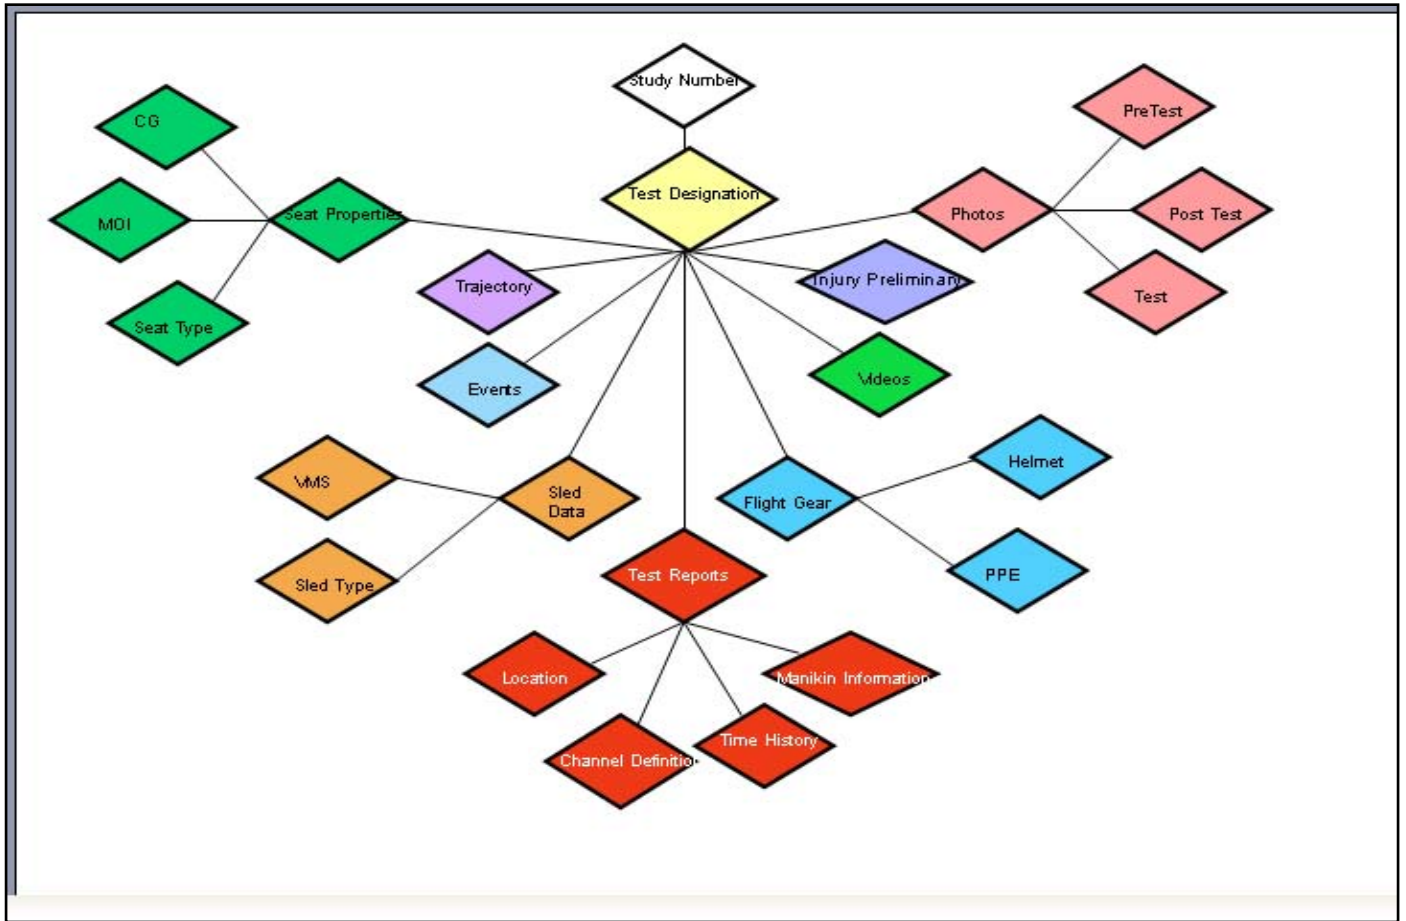 Study Number
CG
PreTest
Test Designation
Seat Properties
Photos
Post Test
MOI
Trajectory
Injury Preliminary
Test
Seat Type
Events
Videos
VMS
Sled
Data
Flight Gear
Helmet
Sled Type
Test Reports
PPE
Location
Manikin Information
Channel Definitio
Time History